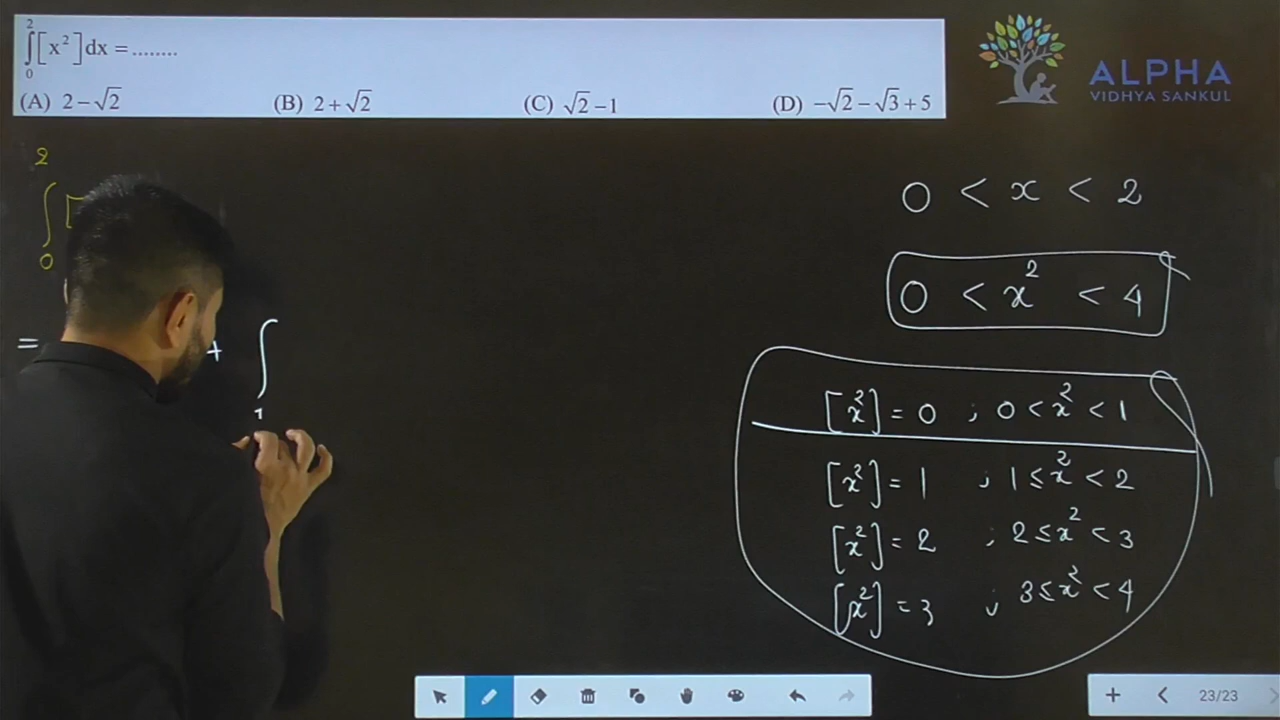 ∫₀² [x²] dx = ........
(A) 2 − √2 (B) 2 + √2 (C) √2 − 1 (D) −√2 − √3 + 5
ALPHA
VIDHYA SANKUL
2
∫ [
0
0 < x < 2
0 < x² < 4
= + ∫
1
[x²] = 0 ; 0 < x² < 1
[x²] = 1 ; 1 ≤ x² < 2
[x²] = 2 ; 2 ≤ x² < 3
[x²] = 3 ; 3 ≤ x² < 4
23/23